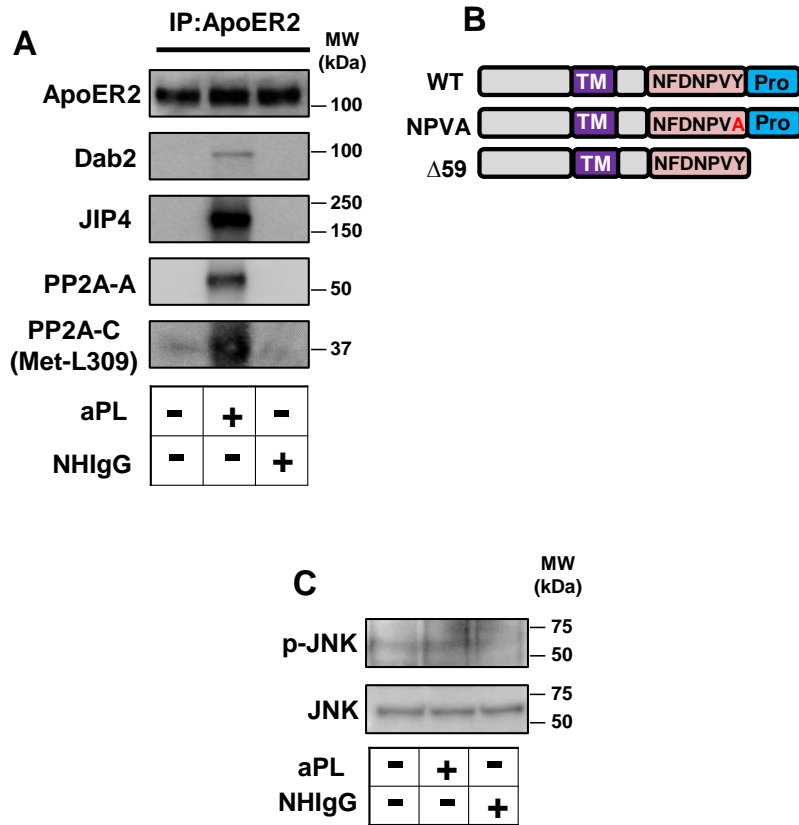 A
IP:ApoER2
MW
(kDa)
ApoER2
100
Dab2
100
JIP4
250
150
PP2A-A
50
PP2A-C
(Met-L309)
37
aPL - + -
NHIgG - - +
B
WT TM NFDNPVY Pro
NPVA TM NFDNPVA Pro
Δ59 TM NFDNPVY
C
MW
(kDa)
p-JNK
75
50
JNK
75
50
aPL - + -
NHIgG - - +